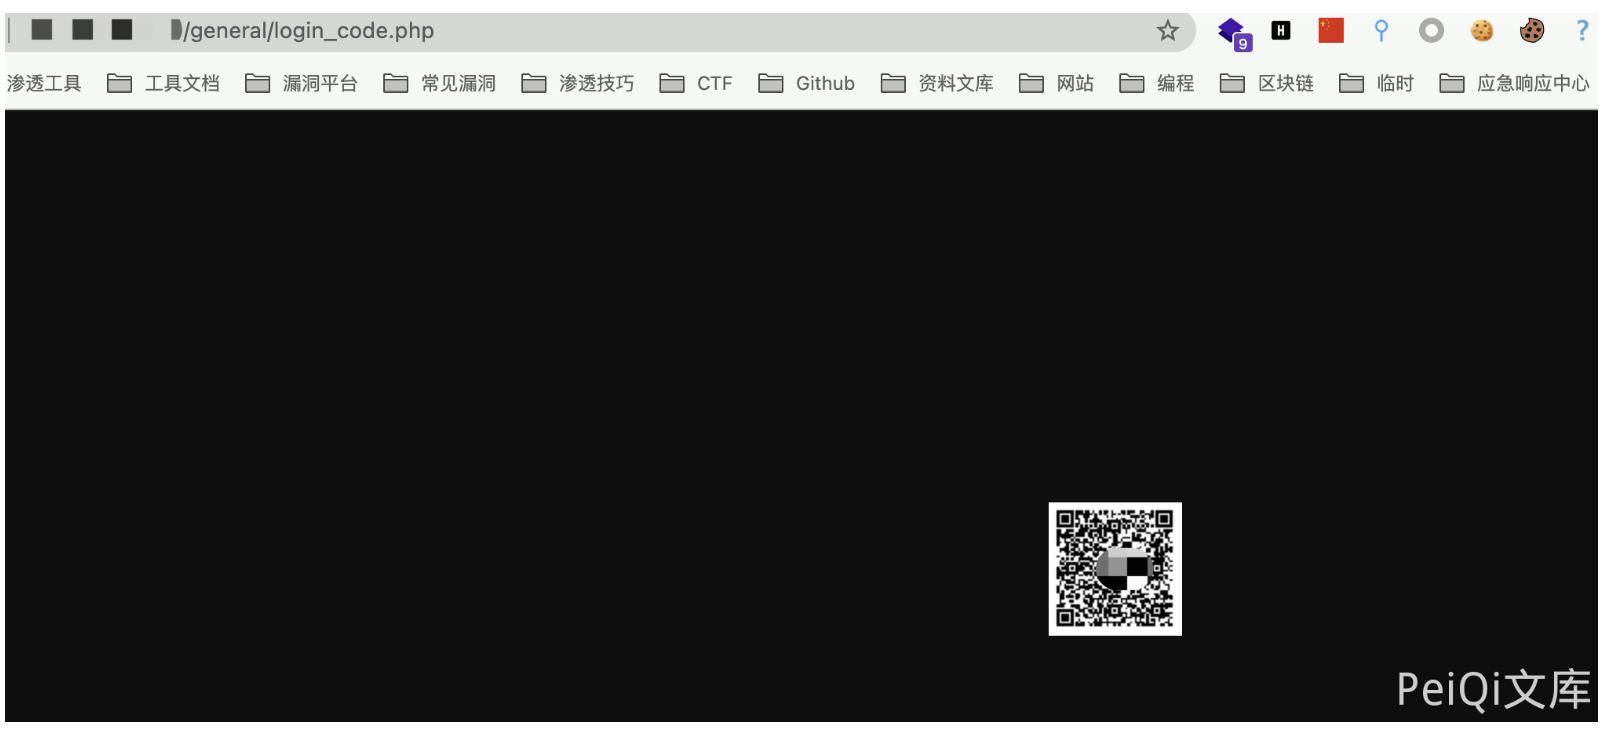 /general/login_code.php
9
H
?
渗透工具 工具文档 漏洞平台 常见漏洞 渗透技巧 CTF Github 资料文库 网站 编程 区块链 临时 应急响应中心
PeiQi文库